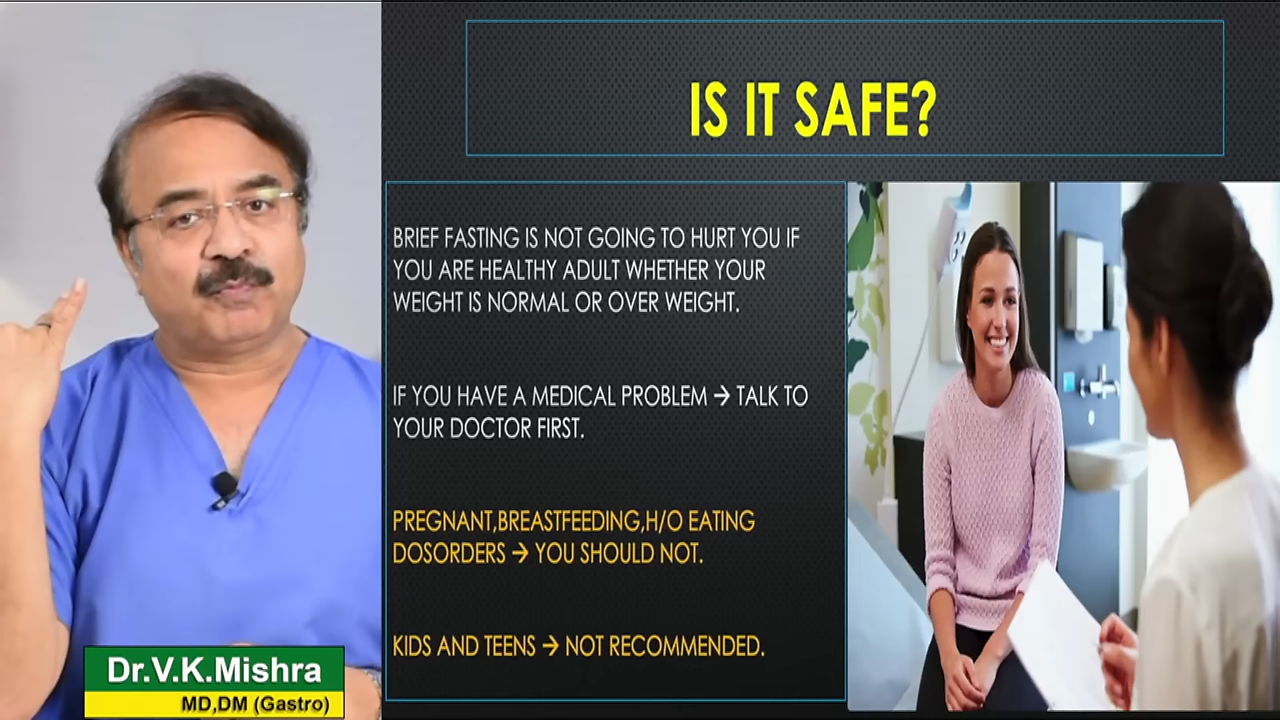 IS IT SAFE?
BRIEF FASTING IS NOT GOING TO HURT YOU IF
YOU ARE HEALTHY ADULT WHETHER YOUR
WEIGHT IS NORMAL OR OVER WEIGHT.
IF YOU HAVE A MEDICAL PROBLEM → TALK TO
YOUR DOCTOR FIRST.
PREGNANT,BREASTFEEDING,H/O EATING
DOSORDERS → YOU SHOULD NOT.
KIDS AND TEENS → NOT RECOMMENDED.
Dr.V.K.Mishra
MD,DM (Gastro)